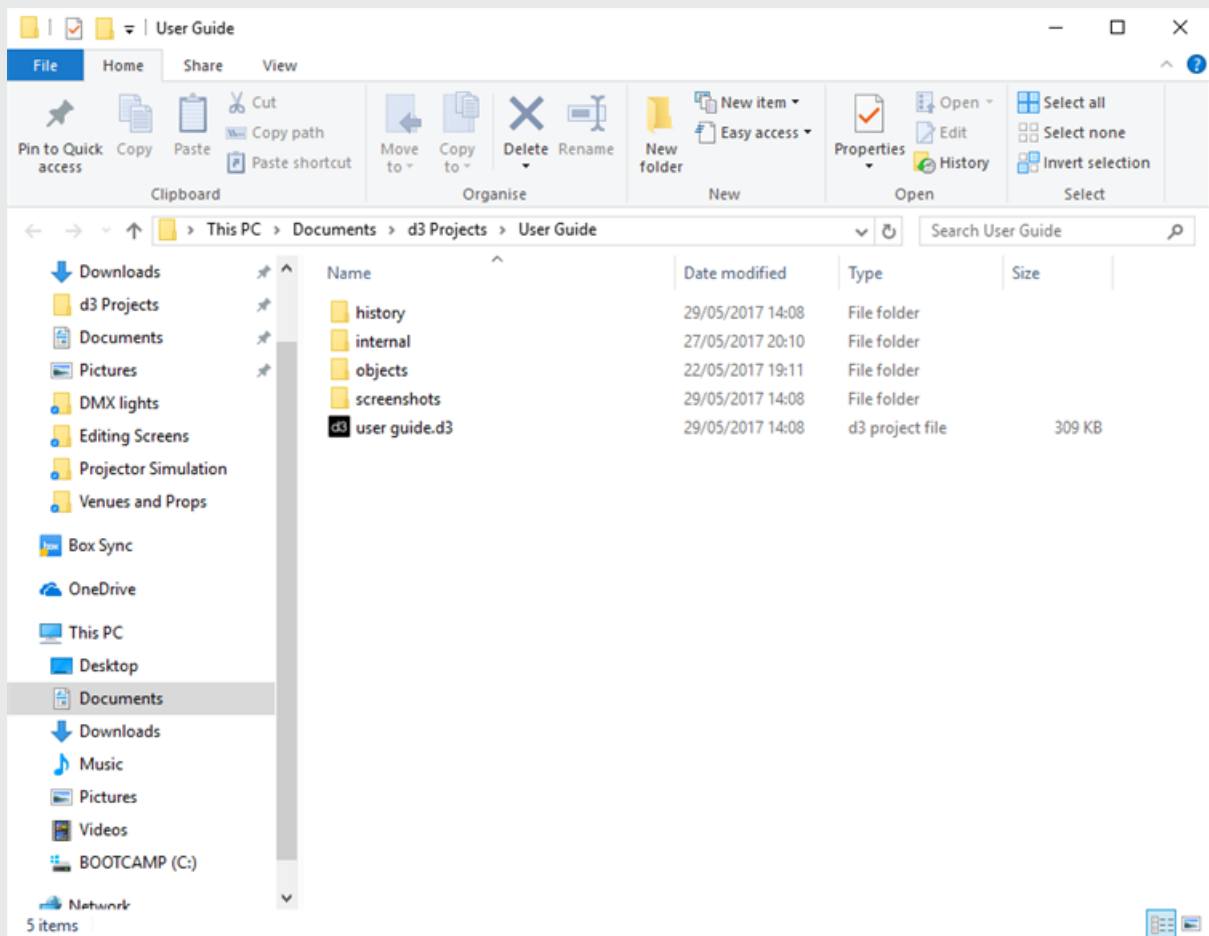 User Guide
File Home Share View
Pin to Quick access
Copy
Paste
Cut
Copy path
Paste shortcut
Clipboard
Move to
Copy to
Delete
Rename
Organise
New folder
New item
Easy access
New
Properties
Open
Edit
History
Open
Select all
Select none
Invert selection
Select
This PC > Documents > d3 Projects > User Guide
Search User Guide
Downloads
d3 Projects
Documents
Pictures
DMX lights
Editing Screens
Projector Simulation
Venues and Props
Box Sync
OneDrive
This PC
Desktop
Documents
Downloads
Music
Pictures
Videos
BOOTCAMP (C:)
Network
Name Date modified Type Size
history 29/05/2017 14:08 File folder
internal 27/05/2017 20:10 File folder
objects 22/05/2017 19:11 File folder
screenshots 29/05/2017 14:08 File folder
d3 user guide.d3 29/05/2017 14:08 d3 project file 309 KB
5 items